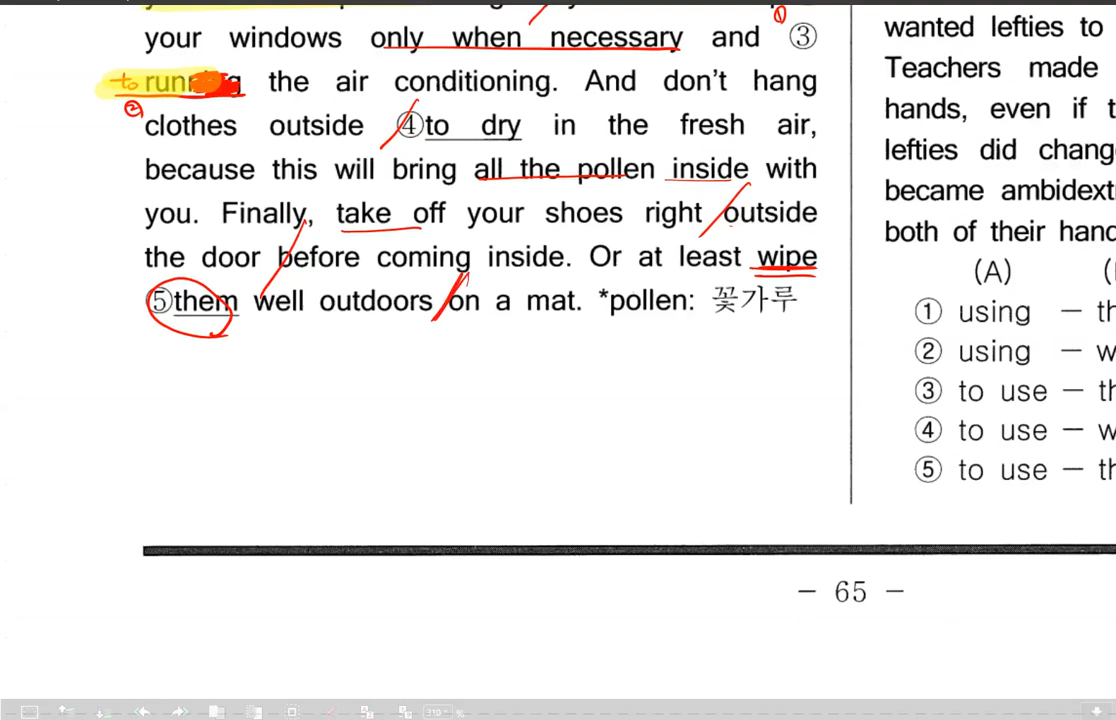 your windows only when necessary and ① ③
to running the air conditioning. And don't hang
②
clothes outside ④to dry in the fresh air,
because this will bring all the pollen inside with
you. Finally, take off your shoes right outside
the door before coming inside. Or at least wipe
⑤them well outdoors on a mat. *pollen: 꽃가루
wanted lefties to
Teachers made
hands, even if
lefties did
became
both of their
(A)
① using －
② using －
③ to use －
④ to use －
⑤ to use －
－ 65 －
310 %